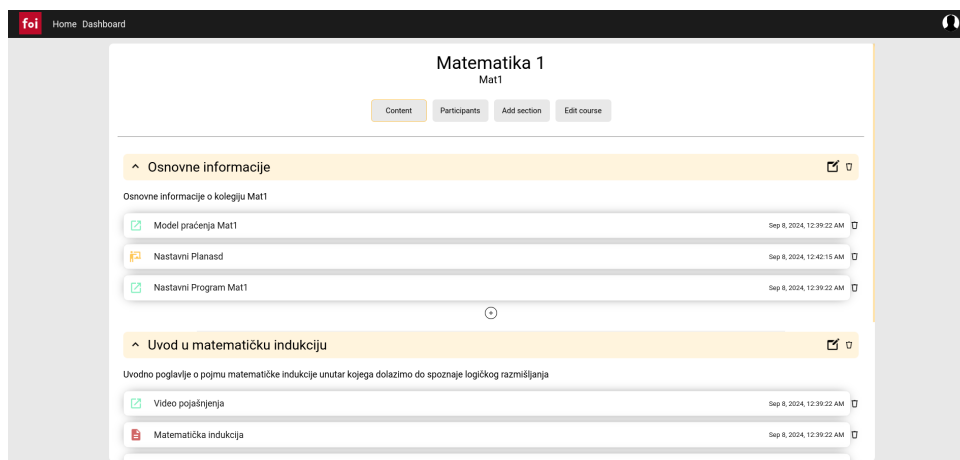 foi Home Dashboard
Matematika 1
Mat1
Content Participants Add section Edit course
Osnovne informacije
Osnovne informacije o kolegiju Mat1
Model praćenja Mat1 Sep 8, 2024, 12:39:22 AM
Nastavni Planasd Sep 8, 2024, 12:42:15 AM
Nastavni Program Mat1 Sep 8, 2024, 12:39:22 AM
Uvod u matematičku indukciju
Uvodno poglavlje o pojmu matematičke indukcije unutar kojega dolazimo do spoznaje logičkog razmišljanja
Video pojašnjenja Sep 8, 2024, 12:39:22 AM
Matematička indukcija Sep 8, 2024, 12:39:22 AM